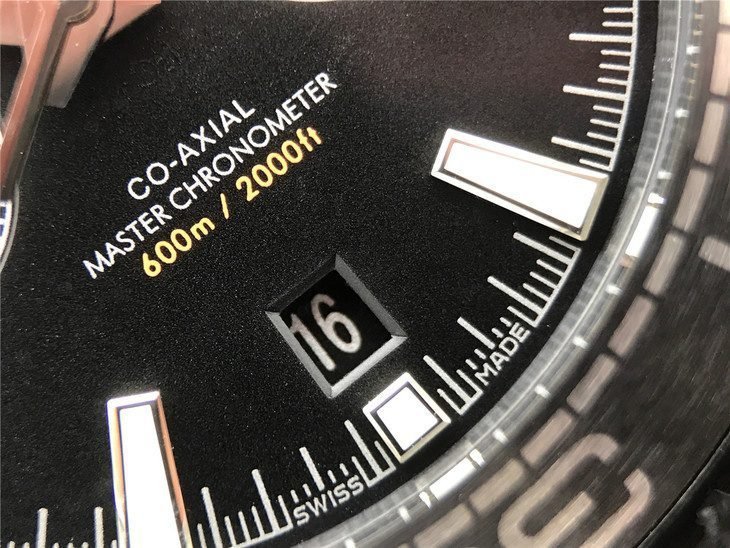 CO-AXIAL
MASTER CHRONOMETER
600m / 2000ft
16
SWISS MADE